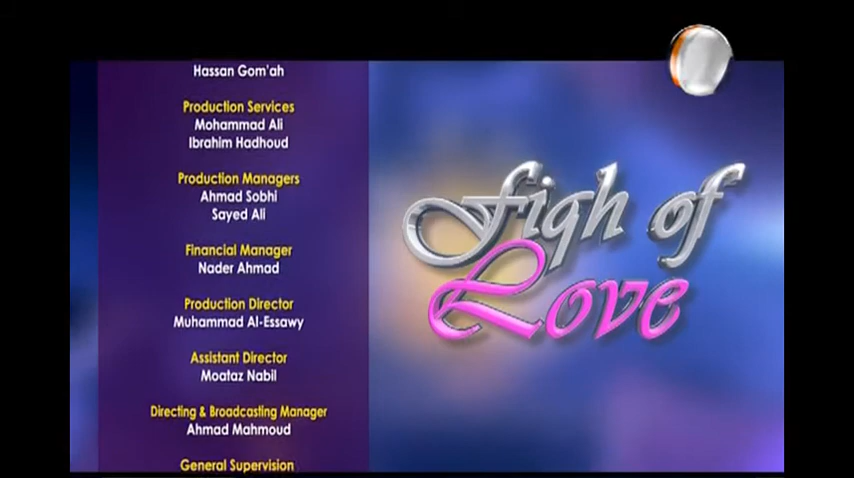 Hassan Gom'ah
Production Services
Mohammad Ali
Ibrahim Hadhoud
Production Managers
Ahmad Sobhi
Sayed Ali
Financial Manager
Nader Ahmad
Production Director
Muhammad Al-Essawy
Assistant Director
Moataz Nabil
Directing & Broadcasting Manager
Ahmad Mahmoud
General Supervision
Fiqh of
Love